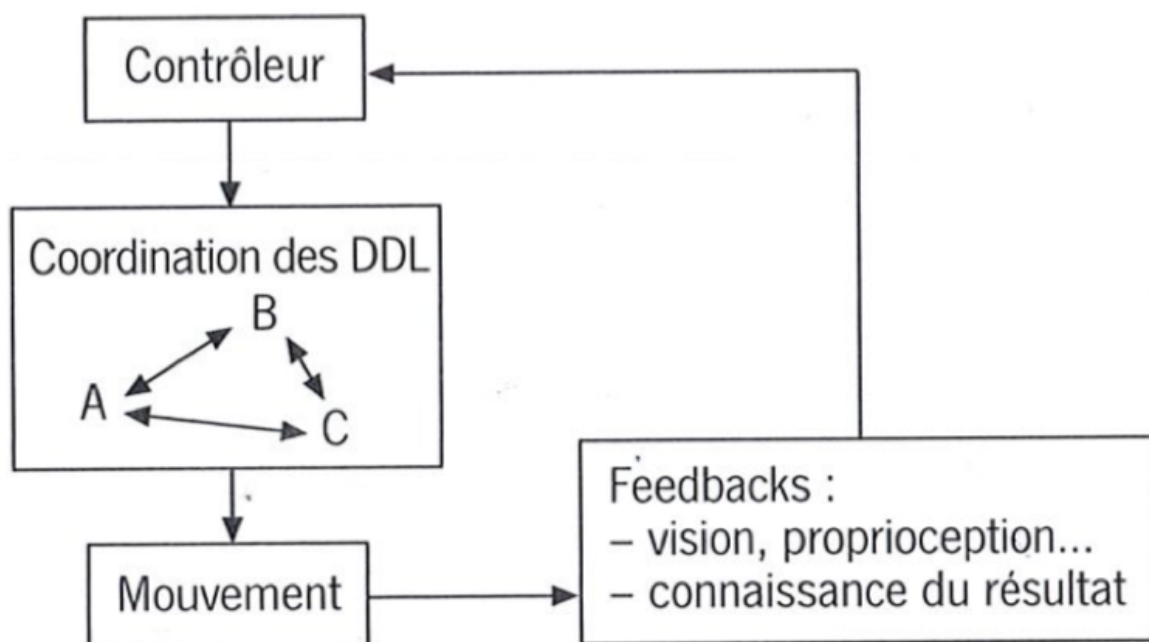 Contrôleur
Coordination des DDL
B
A
C
Mouvement
Feedbacks :
– vision, proprioception...
– connaissance du résultat